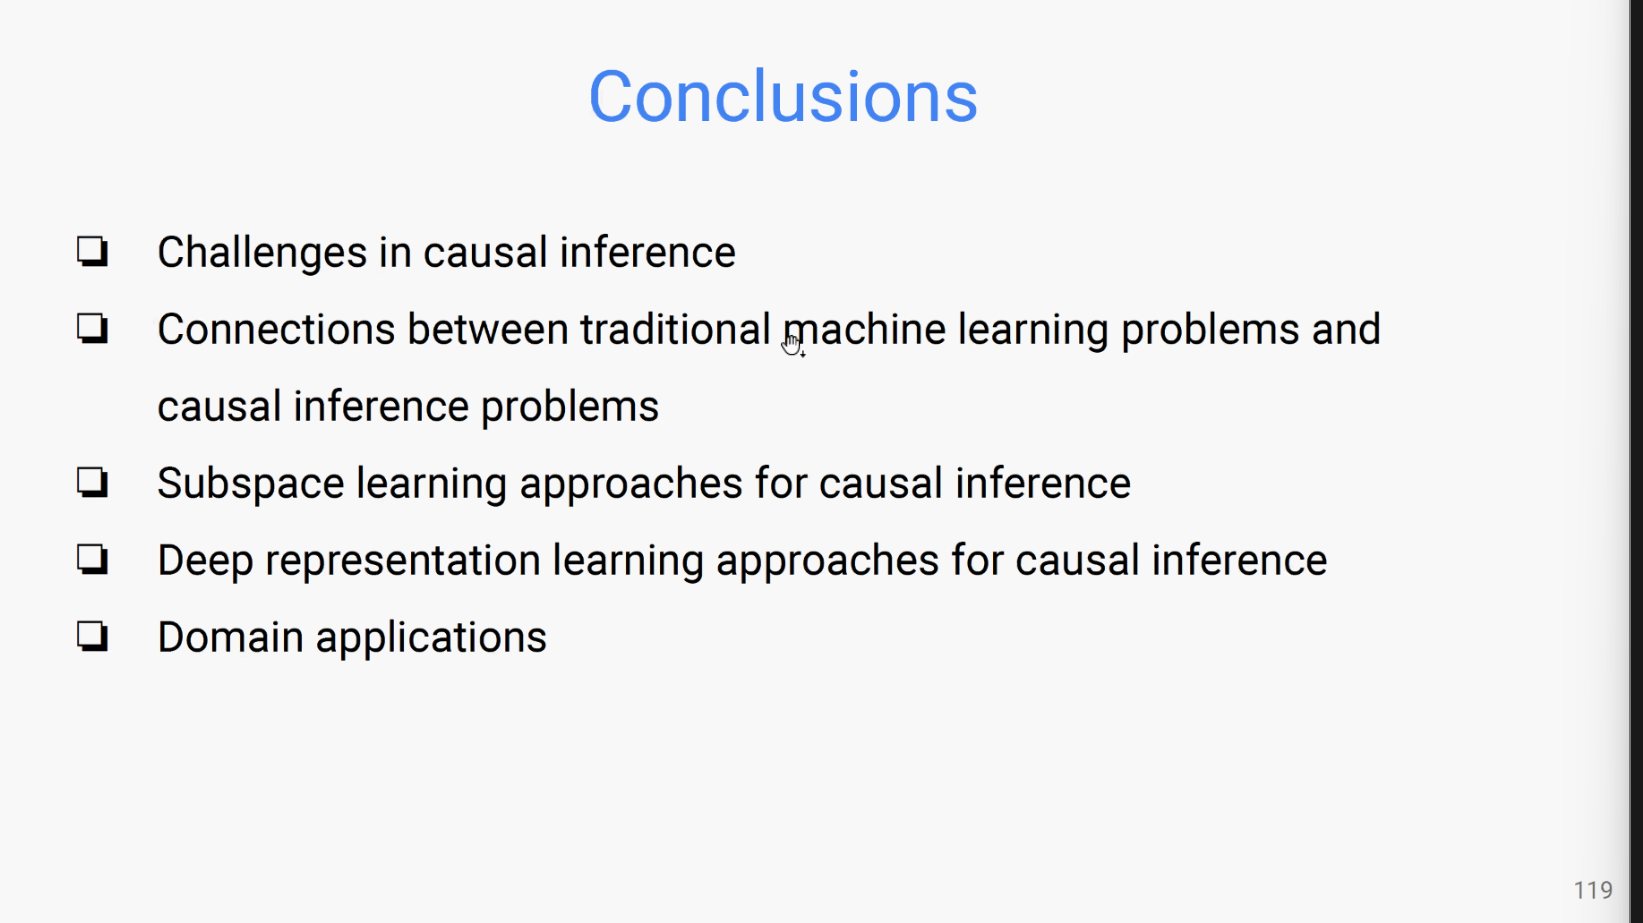 Conclusions
❏ Challenges in causal inference
❏ Connections between traditional machine learning problems and
causal inference problems
❏ Subspace learning approaches for causal inference
❏ Deep representation learning approaches for causal inference
❏ Domain applications
119